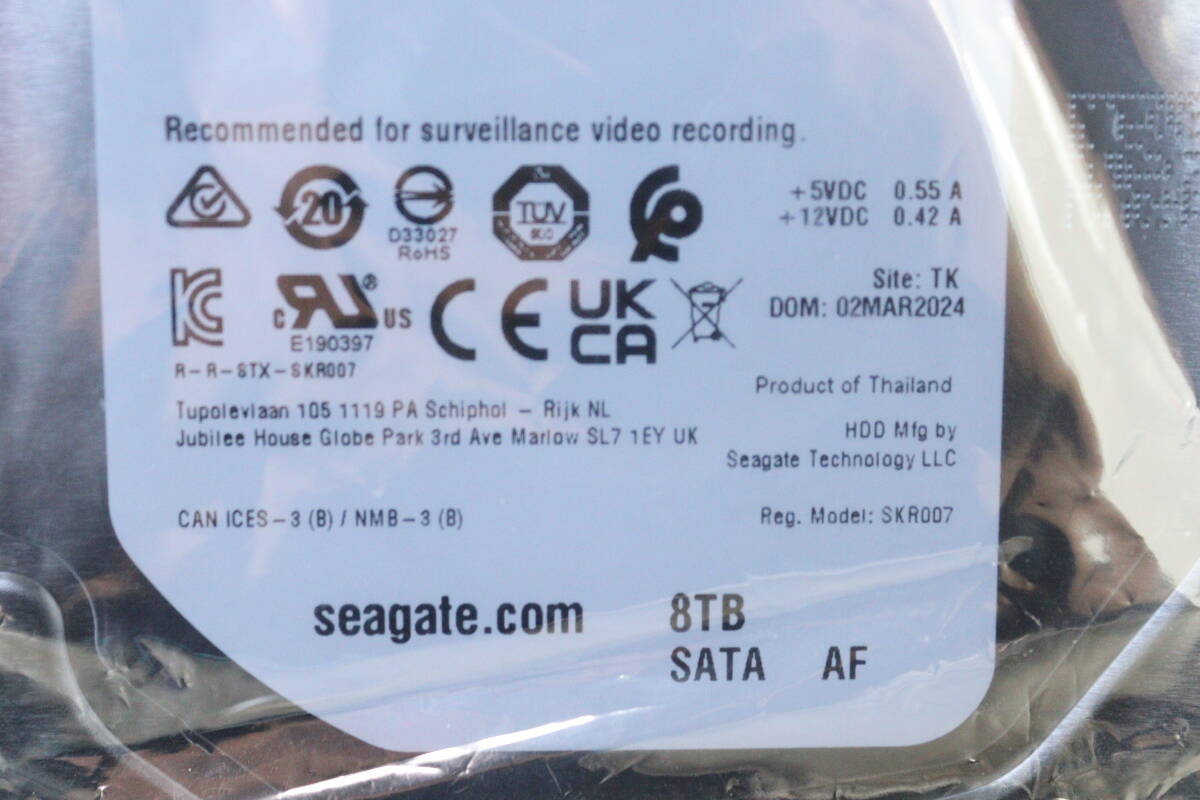 Recommended for surveillance video recording.
+5VDC 0.55 A
+12VDC 0.42 A
20
D33027
RoHS
TÜV
Site: TK
DOM: 02MAR2024
c RU ® US
E190397
CE
UK
CA
R-R-STX-SKR007
Product of Thailand
Tupolevlaan 105 1119 PA Schiphol - Rijk NL
Jubilee House Globe Park 3rd Ave Marlow SL7 1EY UK
HDD Mfg by
Seagate Technology LLC
CAN ICES-3 (B) / NMB-3 (B)
Reg. Model: SKR007
seagate.com
8TB
SATA AF